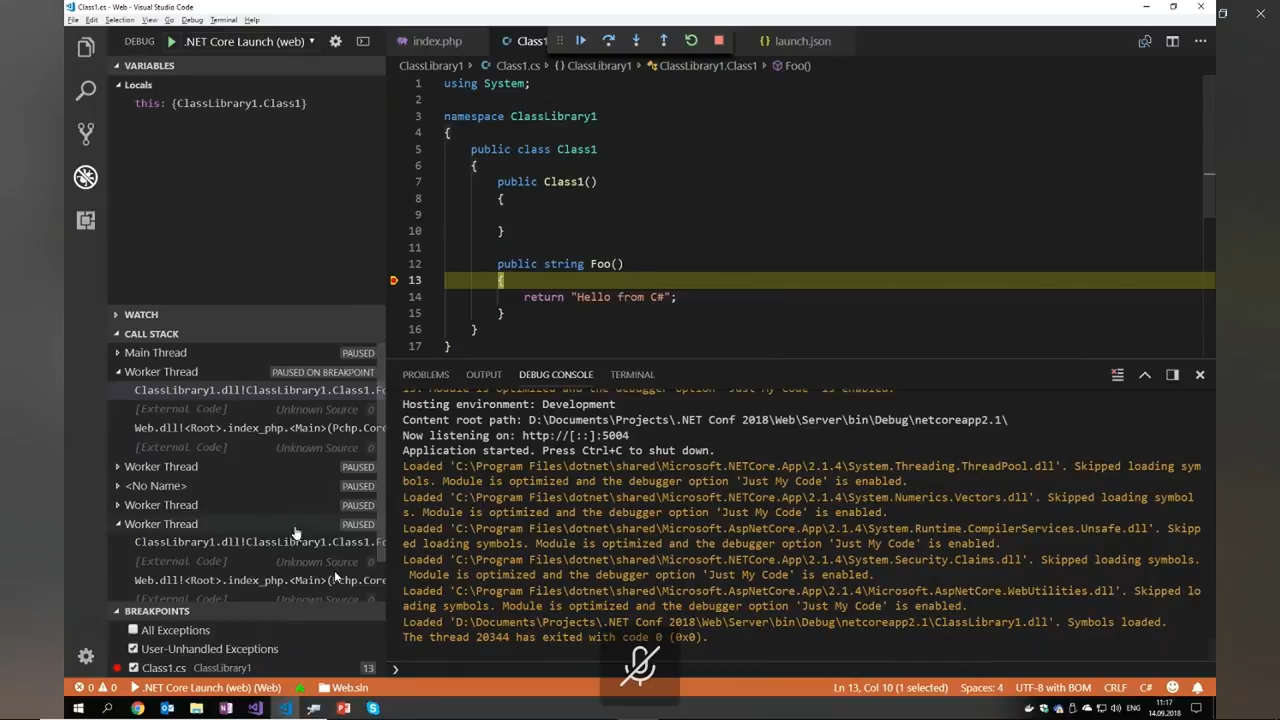 Class1.cs - Web - Visual Studio Code
File Edit Selection View Go Debug Terminal Help
DEBUG .NET Core Launch (web)
index.php Class1 launch.json
VARIABLES
Locals
this: {ClassLibrary1.Class1}
ClassLibrary1 Class1.cs {} ClassLibrary1 ClassLibrary1.Class1 Foo()
1 using System;
2
3 namespace ClassLibrary1
4 {
5 public class Class1
6 {
7 public Class1()
8 {
9
10 }
11
12 public string Foo()
13 {
14 return "Hello from C#";
15 }
16 }
17 }
WATCH
CALL STACK
Main Thread PAUSED
Worker Thread PAUSED ON BREAKPOINT
ClassLibrary1.dll!ClassLibrary1.Class1.Fo
[External Code] Unknown Source 0
Web.dll!<Root>.index_php.<Main>(Pchp.Core
[External Code] Unknown Source 0
Worker Thread PAUSED
<No Name> PAUSED
Worker Thread PAUSED
Worker Thread PAUSED
ClassLibrary1.dll!ClassLibrary1.Class1.Fo
[External Code] Unknown Source 0
Web.dll!<Root>.index_php.<Main>(Pchp.Core
[External Code] Unknown Source 0
BREAKPOINTS
All Exceptions
User-Unhandled Exceptions
Class1.cs ClassLibrary1 13
PROBLEMS OUTPUT DEBUG CONSOLE TERMINAL
is. Module is optimized and the debugger option 'Just My Code' is enabled.
Hosting environment: Development
Content root path: D:\Documents\Projects\.NET Conf 2018\Web\Server\bin\Debug\netcoreapp2.1\
Now listening on: http://[::]:5004
Application started. Press Ctrl+C to shut down.
Loaded 'C:\Program Files\dotnet\shared\Microsoft.NETCore.App\2.1.4\System.Threading.ThreadPool.dll'. Skipped loading sym
bols. Module is optimized and the debugger option 'Just My Code' is enabled.
Loaded 'C:\Program Files\dotnet\shared\Microsoft.NETCore.App\2.1.4\System.Numerics.Vectors.dll'. Skipped loading symbol
s. Module is optimized and the debugger option 'Just My Code' is enabled.
Loaded 'C:\Program Files\dotnet\shared\Microsoft.AspNetCore.App\2.1.4\System.Runtime.CompilerServices.Unsafe.dll'. Skipp
ed loading symbols. Module is optimized and the debugger option 'Just My Code' is enabled.
Loaded 'C:\Program Files\dotnet\shared\Microsoft.NETCore.App\2.1.4\System.Security.Claims.dll'. Skipped loading symbols.
Module is optimized and the debugger option 'Just My Code' is enabled.
Loaded 'C:\Program Files\dotnet\shared\Microsoft.AspNetCore.App\2.1.4\Microsoft.AspNetCore.WebUtilities.dll'. Skipped lo
ading symbols. Module is optimized and the debugger option 'Just My Code' is enabled.
Loaded 'D:\Documents\Projects\.NET Conf 2018\Web\Server\bin\Debug\netcoreapp2.1\ClassLibrary1.dll'. Symbols loaded.
The thread 20344 has exited with code 0 (0x0).
0 0 .NET Core Launch (web) (Web) Web.sln Ln 13, Col 10 (1 selected) Spaces: 4 UTF-8 with BOM CRLF C#
ENG 11:17
14.09.2018